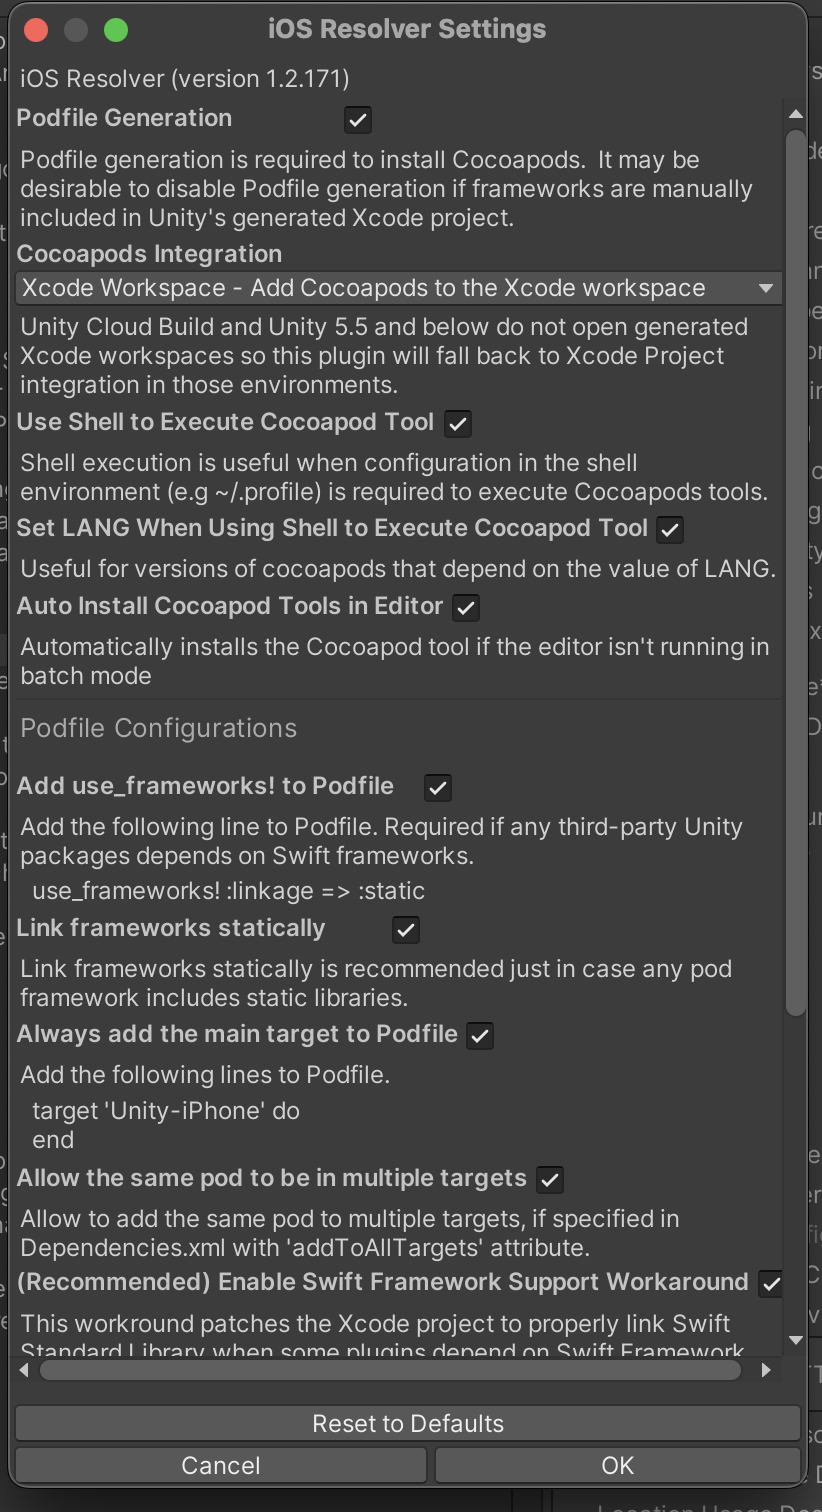 iOS Resolver Settings
iOS Resolver (version 1.2.171)
Podfile Generation
Podfile generation is required to install Cocoapods.  It may be
desirable to disable Podfile generation if frameworks are manually
included in Unity's generated Xcode project.
Cocoapods Integration
Xcode Workspace - Add Cocoapods to the Xcode workspace
Unity Cloud Build and Unity 5.5 and below do not open generated
Xcode workspaces so this plugin will fall back to Xcode Project
integration in those environments.
Use Shell to Execute Cocoapod Tool
Shell execution is useful when configuration in the shell
environment (e.g ~/.profile) is required to execute Cocoapods tools.
Set LANG When Using Shell to Execute Cocoapod Tool
Useful for versions of cocoapods that depend on the value of LANG.
Auto Install Cocoapod Tools in Editor
Automatically installs the Cocoapod tool if the editor isn't running in
batch mode
Podfile Configurations
Add use_frameworks! to Podfile
Add the following line to Podfile. Required if any third-party Unity
packages depends on Swift frameworks.
use_frameworks! :linkage => :static
Link frameworks statically
Link frameworks statically is recommended just in case any pod
framework includes static libraries.
Always add the main target to Podfile
Add the following lines to Podfile.
target 'Unity-iPhone' do
end
Allow the same pod to be in multiple targets
Allow to add the same pod to multiple targets, if specified in
Dependencies.xml with 'addToAllTargets' attribute.
(Recommended) Enable Swift Framework Support Workaround
This workround patches the Xcode project to properly link Swift
Standard Library when some plugins depend on Swift Framework
Reset to Defaults
Cancel
OK